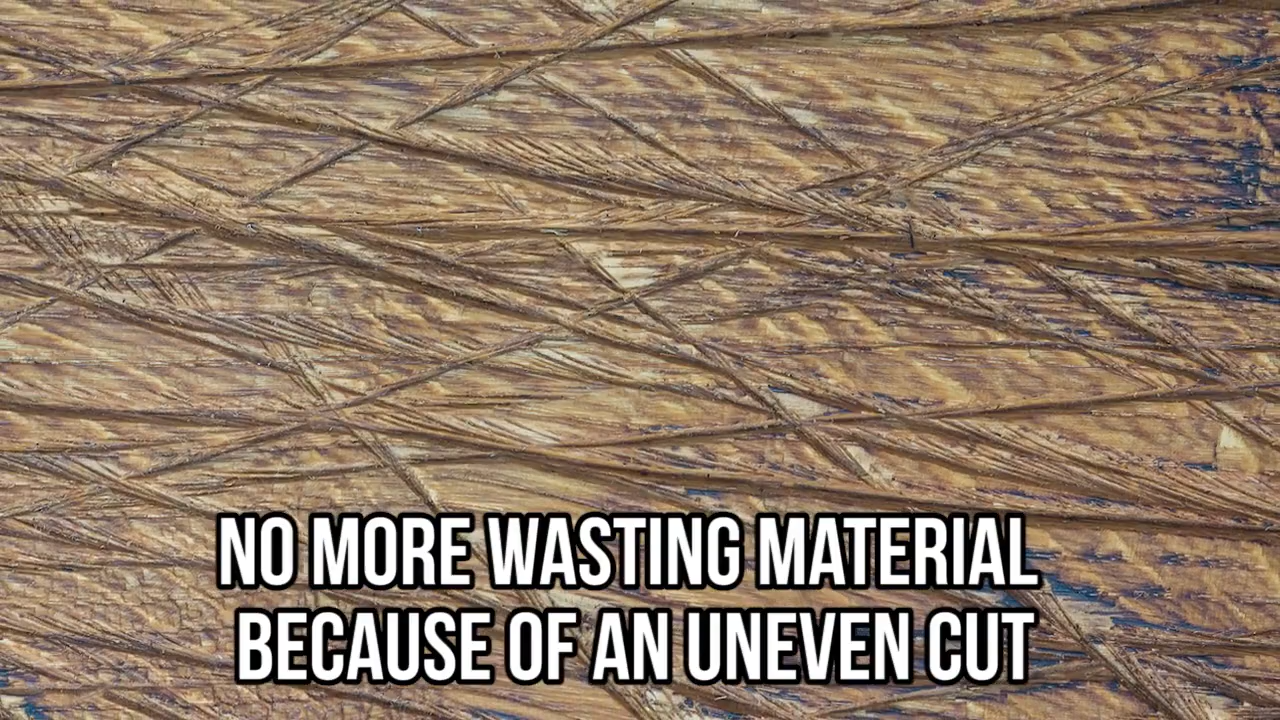 NO MORE WASTING MATERIAL
BECAUSE OF AN UNEVEN CUT